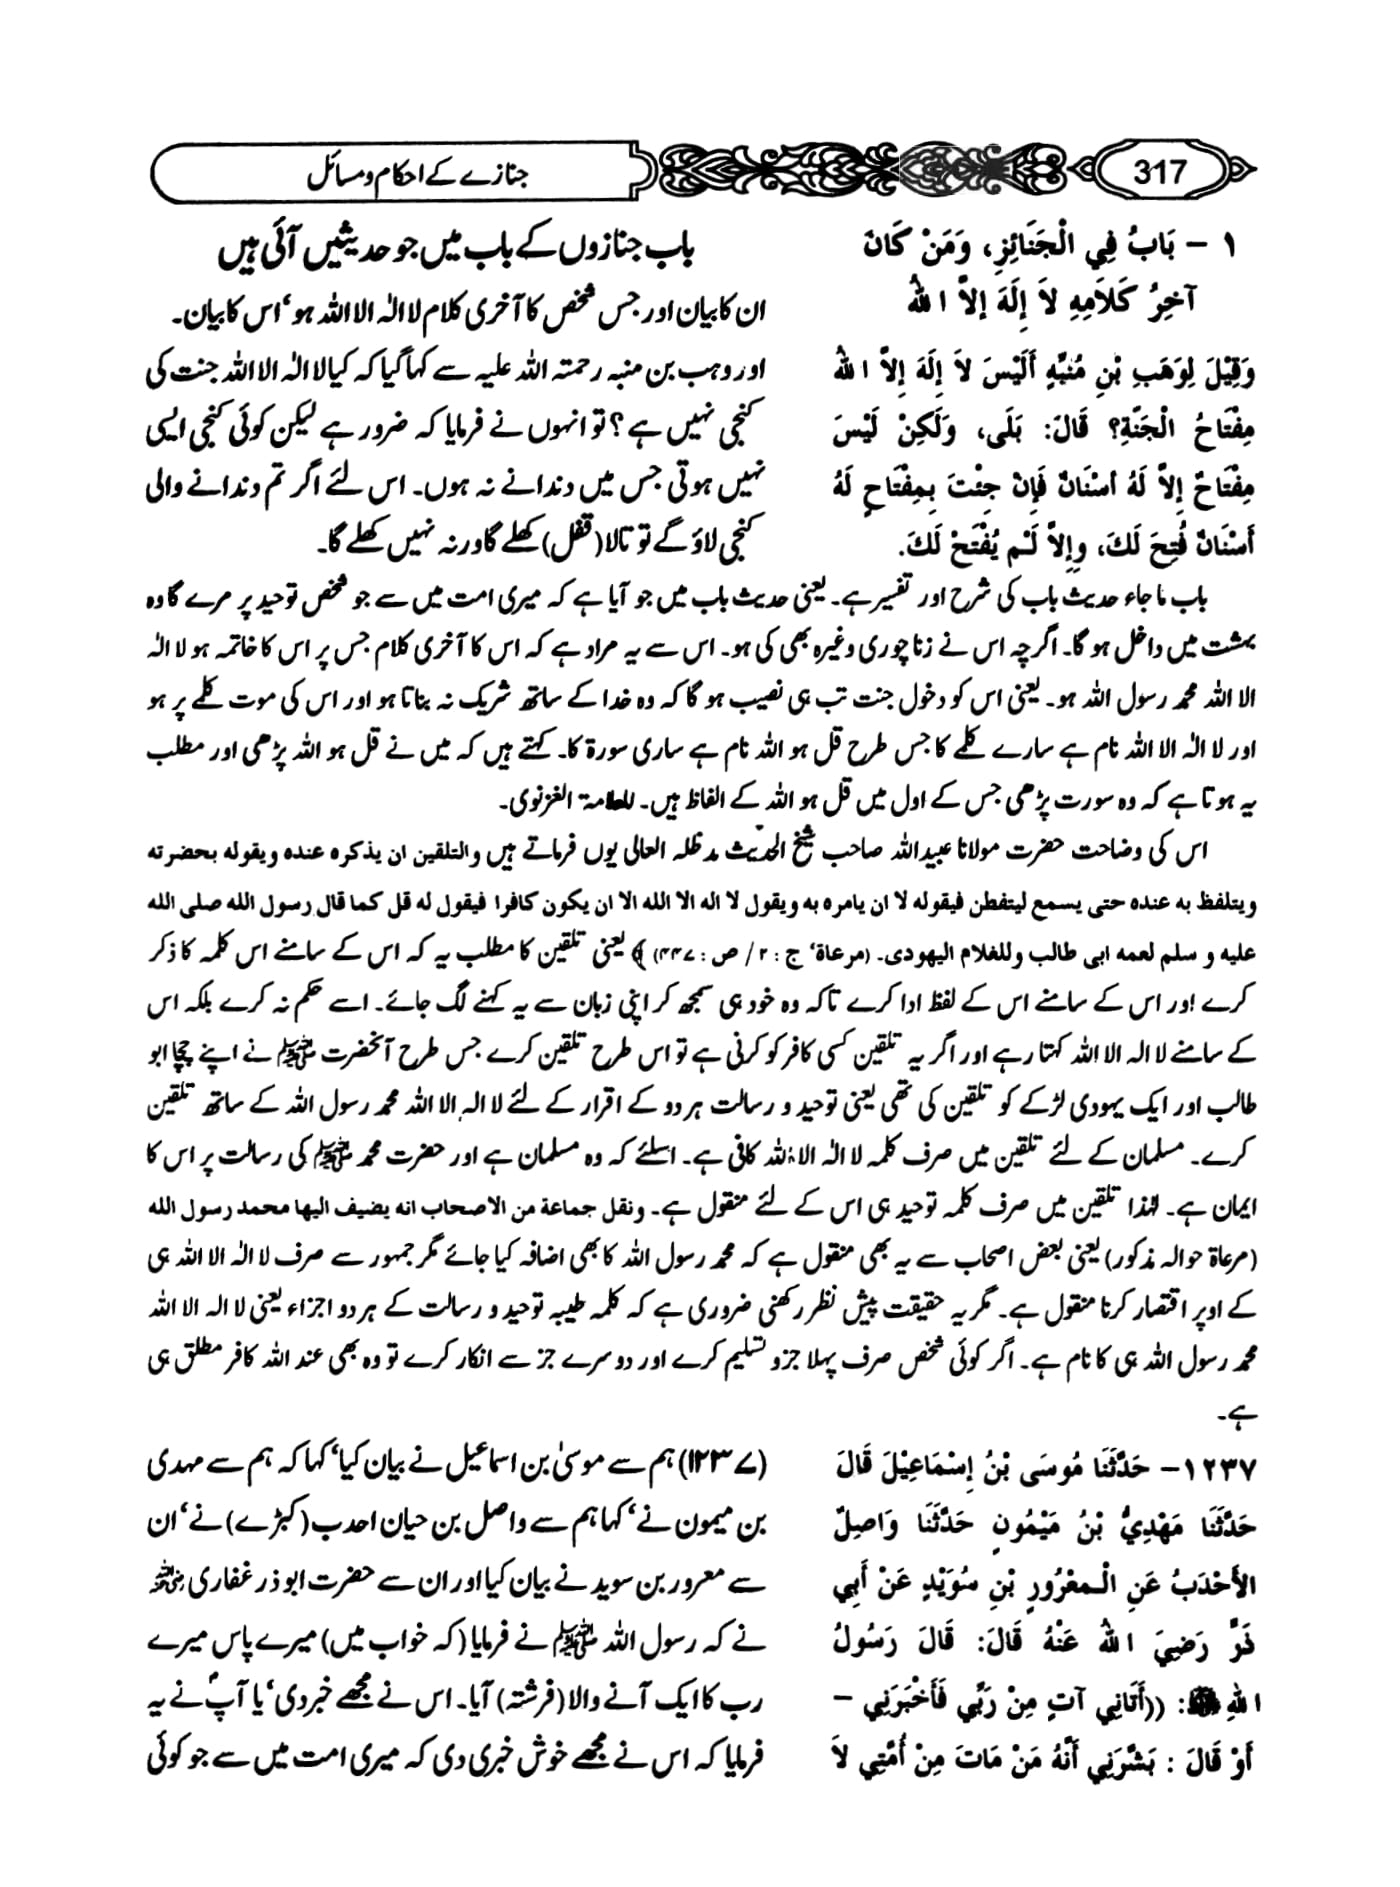 317
جنازے کے احکام و مسائل
١ – بَابُ فِي الْجَنَائِزِ، وَمَنْ كَانَ
آخِرُ كَلَامِهِ لاَ إِلَهَ إِلاَّ اللهُ
وَقِيْلَ لِوَهَبِ بْنِ مُنَبِّهٍ أَلَيْسَ لاَ إِلَهَ إِلاَّ اللهُ
مِفْتَاحُ الْجَنَّةِ؟ قَالَ: بَلَى، وَلَكِنْ لَيْسَ
مِفْتَاحٌ إِلاَّ لَهُ أسْنَانٌ فَإِنْ جِئْتَ بِمِفْتَاحٍ لَهُ
أَسْنَانٌ فُتِحَ لَكَ، وإِلاَّ لَمْ يُفْتَحْ لَكَ.
باب جنازوں کے باب میں جو حدیثیں آئی ہیں
ان کا بیان اور جس شخص کا آخری کلام لا الہ الا اللہ ہو‘ اس کا بیان۔
اور وہب بن منبہ رحمتہ اللہ علیہ سے کہا گیا کہ کیا لا الہ الا اللہ جنت کی
کنجی نہیں ہے؟ تو انہوں نے فرمایا کہ ضرور ہے لیکن کوئی کنجی ایسی
نہیں ہوتی جس میں دندانے نہ ہوں۔ اس لئے اگر تم دندانے والی
کنجی لاؤ گے تو تالا (قفل) کھلے گا ورنہ نہیں کھلے گا۔
باب ما جاء حدیث باب کی شرح اور تفسیر ہے۔ یعنی حدیث باب میں جو آیا ہے کہ میری امت میں سے جو شخص توحید پر مرے گا وہ
بہشت میں داخل ہو گا۔ اگرچہ اس نے زنا چوری وغیرہ بھی کی ہو۔ اس سے یہ مراد ہے کہ اس کا آخری کلام جس پر اس کا خاتمہ ہو لا الہ
الا اللہ محمد رسول اللہ ہو۔ یعنی اس کو دخول جنت تب ہی نصیب ہو گا کہ وہ خدا کے ساتھ شریک نہ بناتا ہو اور اس کی موت کلمے پر ہو
اور لا الہ الا اللہ نام ہے سارے کلمے کا جس طرح قل ہو اللہ نام ہے ساری سورۃ کا۔ کہتے ہیں کہ میں نے قل ہو اللہ پڑھی اور مطلب
یہ ہوتا ہے کہ وہ سورت پڑھی جس کے اول میں قل ہو اللہ کے الفاظ ہیں۔ للعلامۃ الغزنوی۔
اس کی وضاحت حضرت مولانا عبیداللہ صاحب شیخ الحدیث مدظلہ العالی یوں فرماتے ہیں والتلقین ان یذکرہ عندہ ویقولہ بحضرتہ
ویتلفظ به عندہ حتی یسمع لیتفطن فیقولہ لا ان یامرہ به ویقول لا الہ الا اللہ الا ان یکون کافرا فیقول لہ قل کما قال رسول اللہ صلی اللہ
علیہ و سلم لعمہ ابی طالب وللغلام الیھودی۔ (مرعاۃ‘ ج : ۲ / ص : ۴۴۷) یعنی تلقین کا مطلب یہ کہ اس کے سامنے اس کلمہ کا ذکر
کرے اور اس کے سامنے اس کے لفظ ادا کرے تاکہ وہ خود ہی سمجھ کر اپنی زبان سے یہ کہنے لگ جائے۔ اسے حکم نہ کرے بلکہ اس
کے سامنے لا الہ الا اللہ کہتا رہے اور اگر یہ تلقین کسی کافر کو کرنی ہے تو اس طرح تلقین کرے جس طرح آنحضرت ﷺ نے اپنے چچا ابو
طالب اور ایک یہودی لڑکے کو تلقین کی تھی یعنی توحید و رسالت ہر دو کے اقرار کے لئے لا الہ الا اللہ محمد رسول اللہ کے ساتھ تلقین
کرے۔ مسلمان کے لئے تلقین میں صرف کلمہ لا الہ الا اللہ کافی ہے۔ اسلئے کہ وہ مسلمان ہے اور حضرت محمد ﷺ کی رسالت پر اس کا
ایمان ہے۔ لہٰذا تلقین میں صرف کلمہ توحید ہی اس کے لئے منقول ہے۔ ونقل جماعة من الاصحاب انہ یضیف الیھا محمد رسول اللہ
(مرعاۃ حوالہ مذکور) یعنی بعض اصحاب سے یہ بھی منقول ہے کہ محمد رسول اللہ کا بھی اضافہ کیا جائے مگر جمہور سے صرف لا الہ الا اللہ ہی
کے اوپر اقتصار کرنا منقول ہے۔ مگر یہ حقیقت پیش نظر رکھنی ضروری ہے کہ کلمہ طیبہ توحید و رسالت کے ہر دو اجزاء یعنی لا الہ الا اللہ
محمد رسول اللہ ہی کا نام ہے۔ اگر کوئی شخص صرف پہلا جزو تسلیم کرے اور دوسرے جز سے انکار کرے تو وہ بھی عند اللہ کافر مطلق ہی
ہے۔
١٢٣٧- حَدَّثَنَا مُوسَى بْنُ إِسْمَاعِيْلَ قَالَ
حَدَّثَنَا مَهْدِيُّ بْنُ مَيْمُونٍ حَدَّثَنَا وَاصِلٌ
الأَحْدَبُ عَنِ الْمعْرُورِ بْنِ سُوَيْدٍ عَنْ أَبِي
ذَرٍّ رَضِيَ اللهُ عَنْهُ قَالَ: قَالَ رَسُولُ
اللهِ ﷺ: ((أَتَانِي آتٍ مِنْ رَبِّي فَأَخْبَرَنِي –
أَوْ قَالَ : بَشَّرَنِي أَنَّهُ مَنْ مَاتَ مِنْ أُمَّتِي لاَ
(۱۲۳۷) ہم سے موسیٰ بن اسماعیل نے بیان کیا‘ کہا کہ ہم سے مہدی
بن میمون نے‘ کہا ہم سے واصل بن حیان احدب (کبڑے) نے‘ ان
سے معرور بن سوید نے بیان کیا اور ان سے حضرت ابوذر غفاری رضی اللہ عنہ
نے کہ رسول اللہ ﷺ نے فرمایا (کہ خواب میں) میرے پاس میرے
رب کا ایک آنے والا (فرشتہ) آیا۔ اس نے مجھے خبر دی‘ یا آپؐ نے یہ
فرمایا کہ اس نے مجھے خوش خبری دی کہ میری امت میں سے جو کوئی